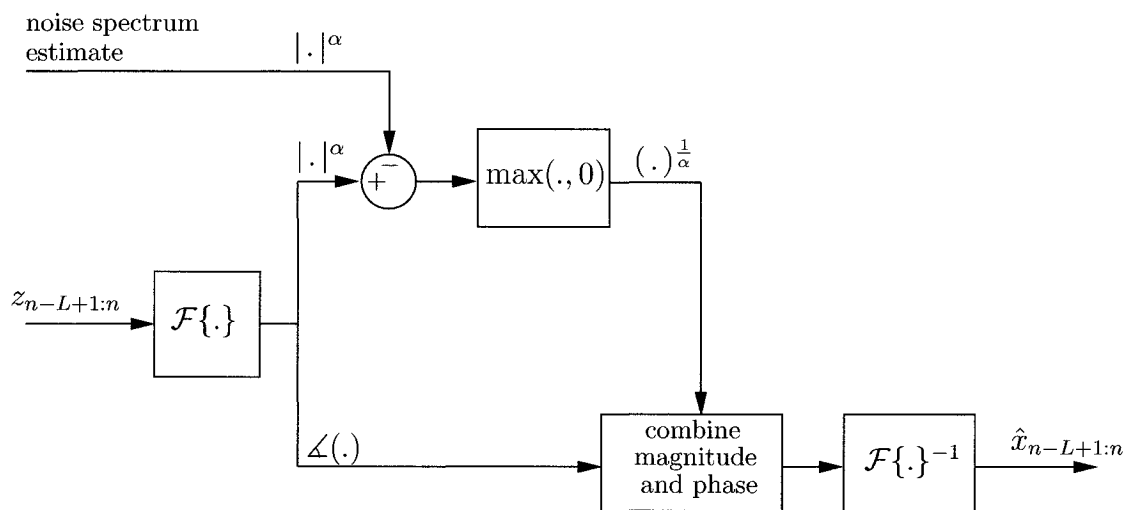 noise spectrum
estimate
|.|^α
|.|^α
+
−
max(.,0)
(.)^{1/α}
z_{n−L+1:n}
ℱ{.}
∡(.)
combine
magnitude
and phase
ℱ{.}^{−1}
x̂_{n−L+1:n}